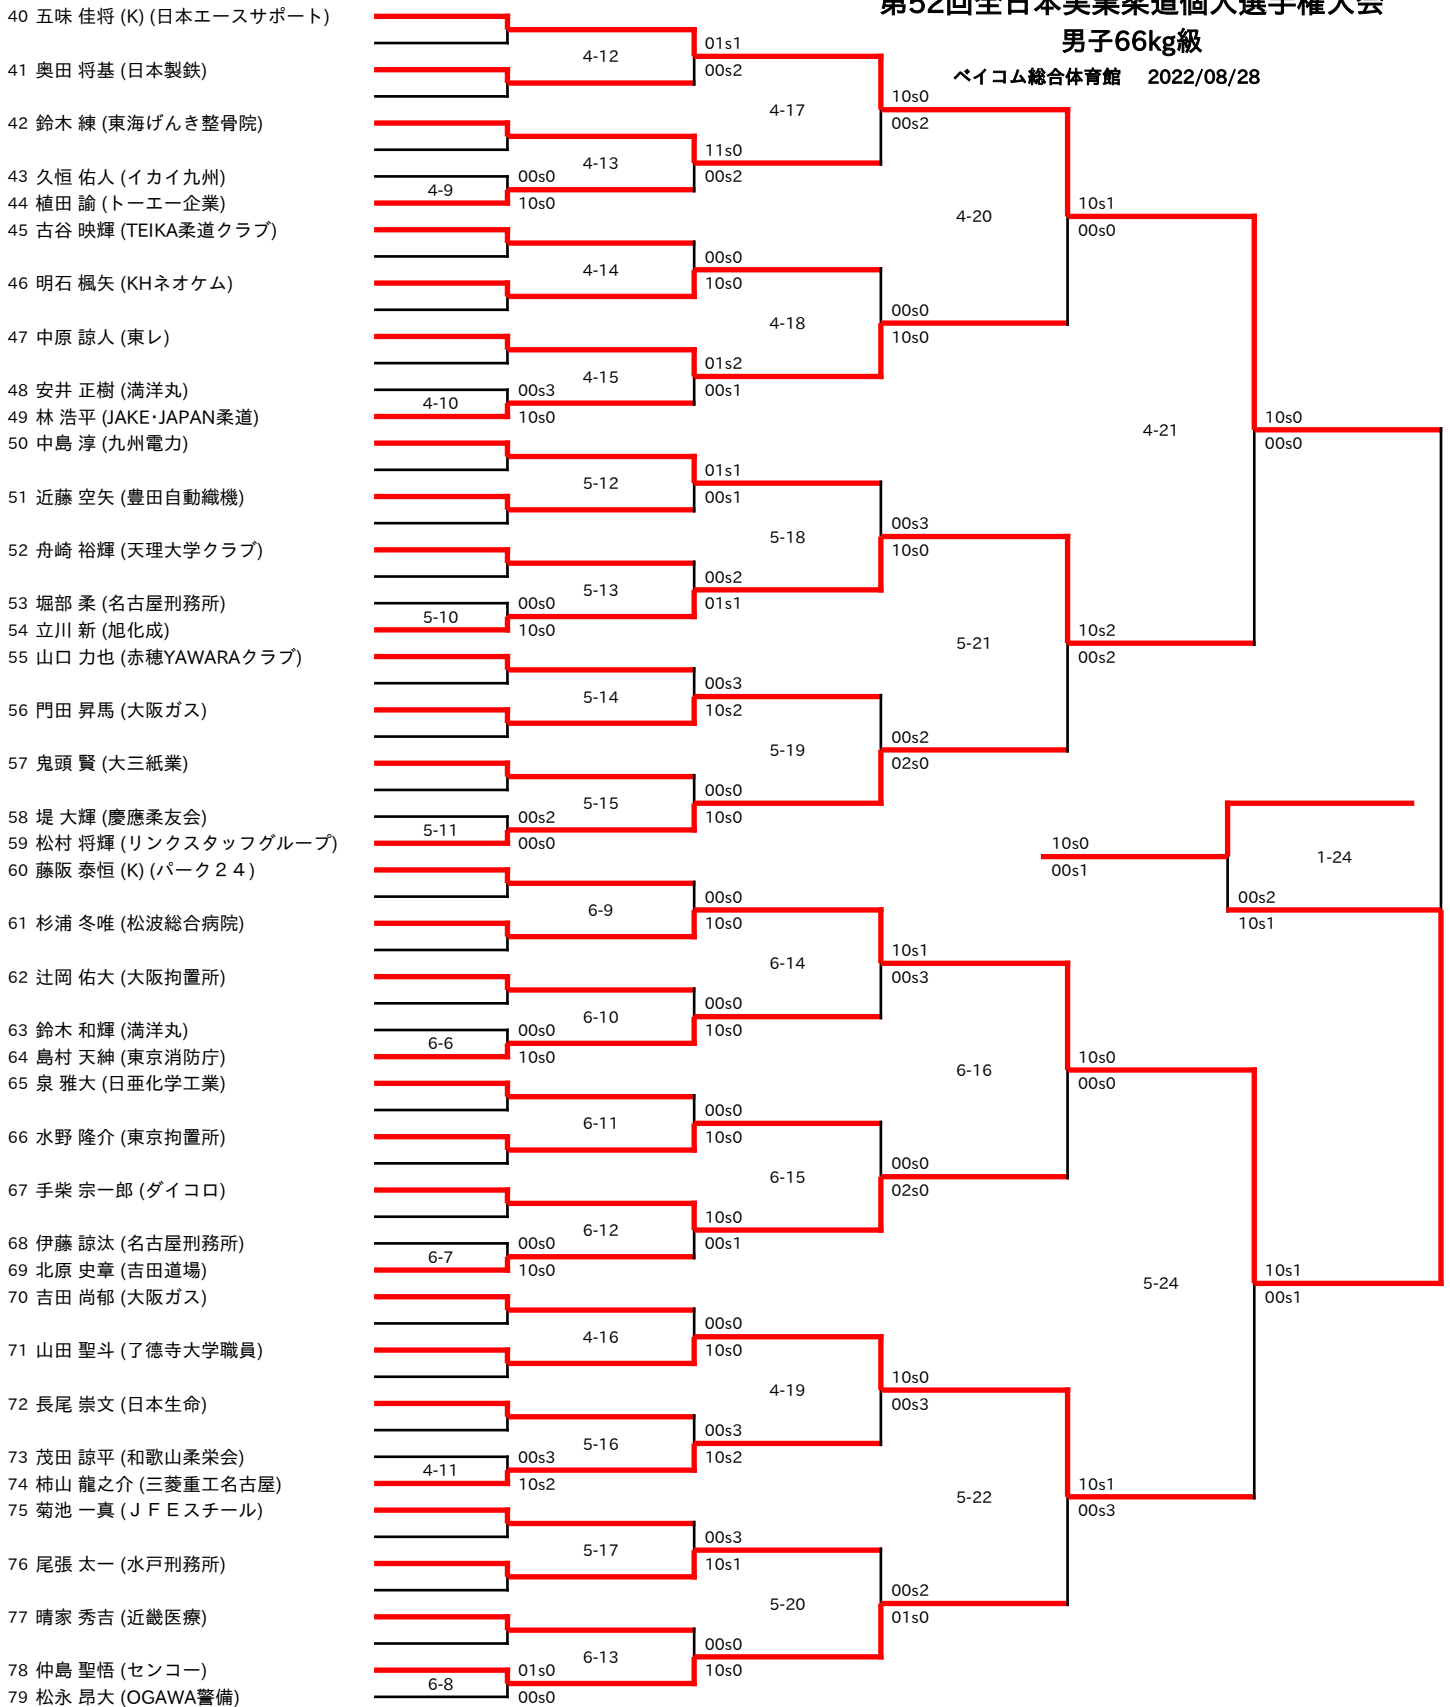 第52回全日本実業柔道個人選手権大会
男子66kg級
ベイコム総合体育館 2022/08/28
40 五味 佳将 (K) (日本エースサポート)
4-12
01s1
00s2
41 奥田 将基 (日本製鉄)
4-17
10s0
00s2
42 鈴木 練 (東海げんき整骨院)
4-13
11s0
00s2
43 久恒 佑人 (イカイ九州)
00s0
4-9
44 植田 諭 (トーエー企業)
10s0
4-20
10s1
00s0
45 古谷 映輝 (TEIKA柔道クラブ)
4-14
00s0
10s0
46 明石 楓矢 (KHネオケム)
4-18
00s0
10s0
47 中原 諒人 (東レ)
4-15
01s2
00s1
48 安井 正樹 (満洋丸)
00s3
4-10
49 林 浩平 (JAKE･JAPAN柔道)
10s0
4-21
10s0
00s0
50 中島 淳 (九州電力)
5-12
01s1
00s1
51 近藤 空矢 (豊田自動織機)
5-18
00s3
10s0
52 舟崎 裕輝 (天理大学クラブ)
5-13
00s2
01s1
53 堀部 柔 (名古屋刑務所)
00s0
5-10
54 立川 新 (旭化成)
10s0
5-21
10s2
00s2
55 山口 力也 (赤穂YAWARAクラブ)
5-14
00s3
10s2
56 門田 昇馬 (大阪ガス)
5-19
00s2
02s0
57 鬼頭 賢 (大三紙業)
5-15
00s0
10s0
58 堤 大輝 (慶應柔友会)
00s2
5-11
59 松村 将輝 (リンクスタッフグループ)
00s0
10s0
00s1
1-24
00s2
10s1
60 藤阪 泰恒 (K) (パーク２４)
6-9
00s0
10s0
61 杉浦 冬唯 (松波総合病院)
6-14
10s1
00s3
62 辻岡 佑大 (大阪拘置所)
6-10
00s0
10s0
63 鈴木 和輝 (満洋丸)
00s0
6-6
64 島村 天紳 (東京消防庁)
10s0
6-16
10s0
00s0
65 泉 雅大 (日亜化学工業)
6-11
00s0
10s0
66 水野 隆介 (東京拘置所)
6-15
00s0
02s0
67 手柴 宗一郎 (ダイコロ)
6-12
10s0
00s1
68 伊藤 諒汰 (名古屋刑務所)
00s0
6-7
69 北原 史章 (吉田道場)
10s0
5-24
10s1
00s1
70 吉田 尚郁 (大阪ガス)
4-16
00s0
10s0
71 山田 聖斗 (了德寺大学職員)
4-19
10s0
00s3
72 長尾 崇文 (日本生命)
5-16
00s3
10s2
73 茂田 諒平 (和歌山柔栄会)
00s3
4-11
74 柿山 龍之介 (三菱重工名古屋)
10s2
5-22
10s1
00s3
75 菊池 一真 (ＪＦＥスチール)
5-17
00s3
10s1
76 尾張 太一 (水戸刑務所)
5-20
00s2
01s0
77 晴家 秀吉 (近畿医療)
6-13
00s0
10s0
78 仲島 聖悟 (センコー)
01s0
6-8
79 松永 昂大 (OGAWA警備)
00s0